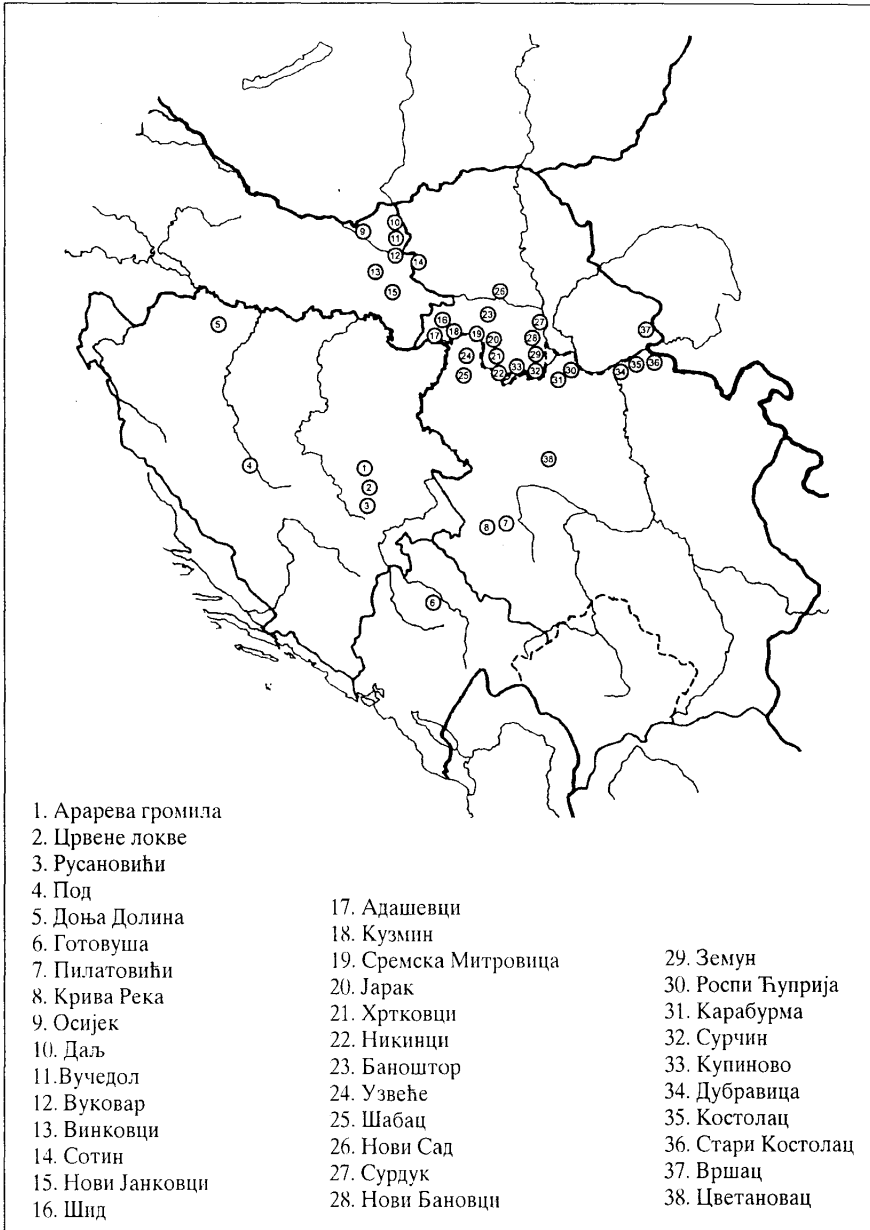 1. Арарева громила
2. Црвене локве
3. Русановићи
4. Под
5. Доња Долина
6. Готовуша
7. Пилатовићи
8. Крива Река
9. Осијек
10. Даљ
11.Вучедол
12. Вуковар
13. Винковци
14. Сотин
15. Нови Јанковци
16. Шид
17. Адашевци
18. Кузмин
19. Сремска Митровица
20. Јарак
21. Хртковци
22. Никинци
23. Баноштор
24. Узвеће
25. Шабац
26. Нови Сад
27. Сурдук
28. Нови Бановци
29. Земун
30. Роспи Ћуприја
31. Карабурма
32. Сурчин
33. Купиново
34. Дубравица
35. Костолац
36. Стари Костолац
37. Вршац
38. Цветановац